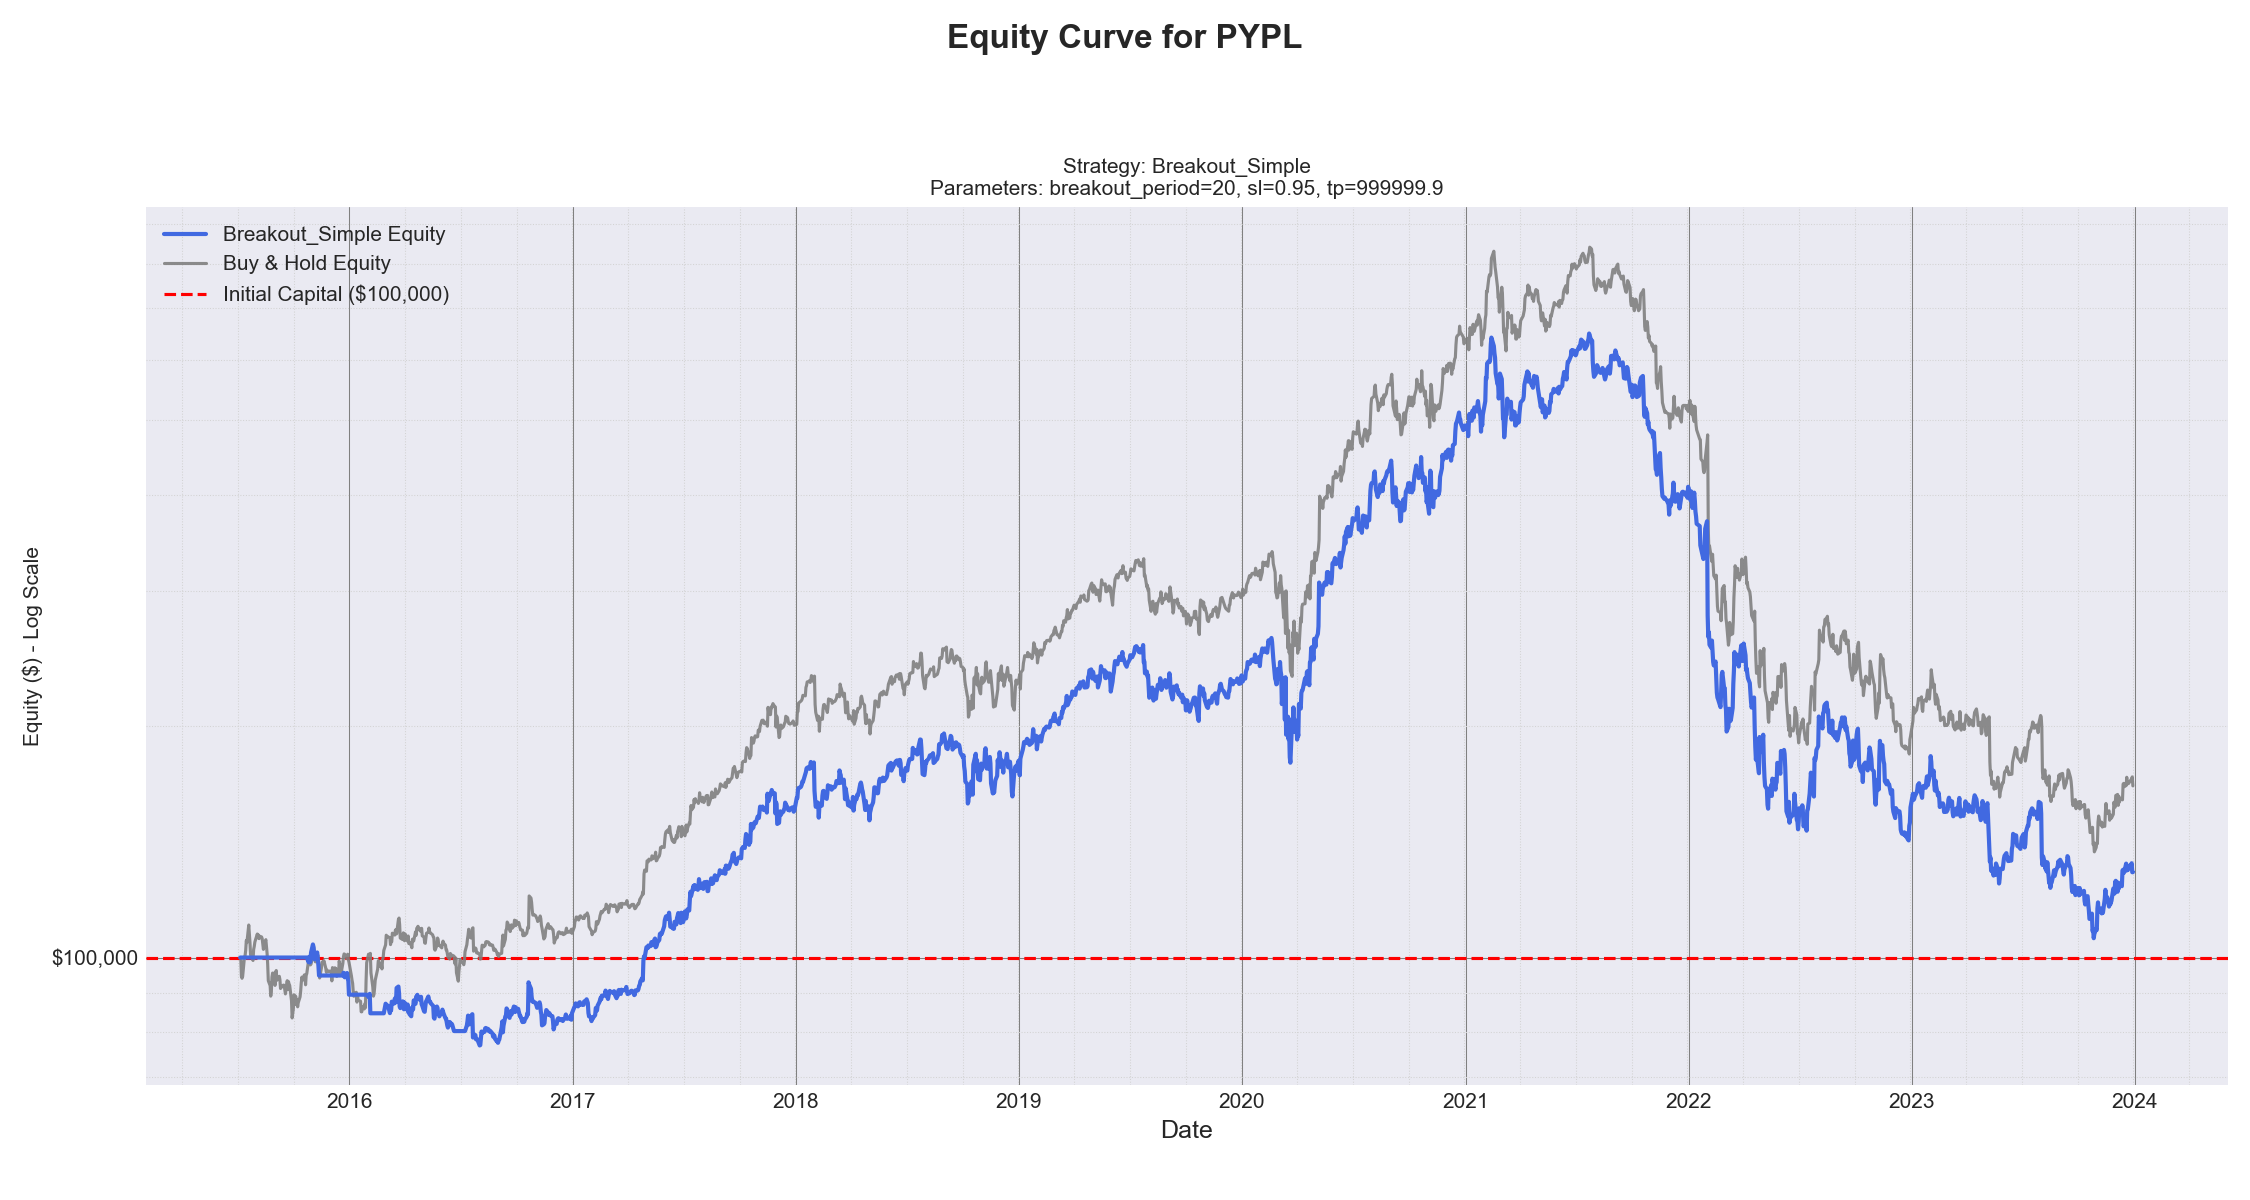 Equity Curve for PYPL
Strategy: Breakout_Simple
Parameters: breakout_period=20, sl=0.95, tp=999999.9
Breakout_Simple Equity
Buy & Hold Equity
Initial Capital ($100,000)
Equity ($) - Log Scale
$100,000
2016 2017 2018 2019 2020 2021 2022 2023 2024
Date